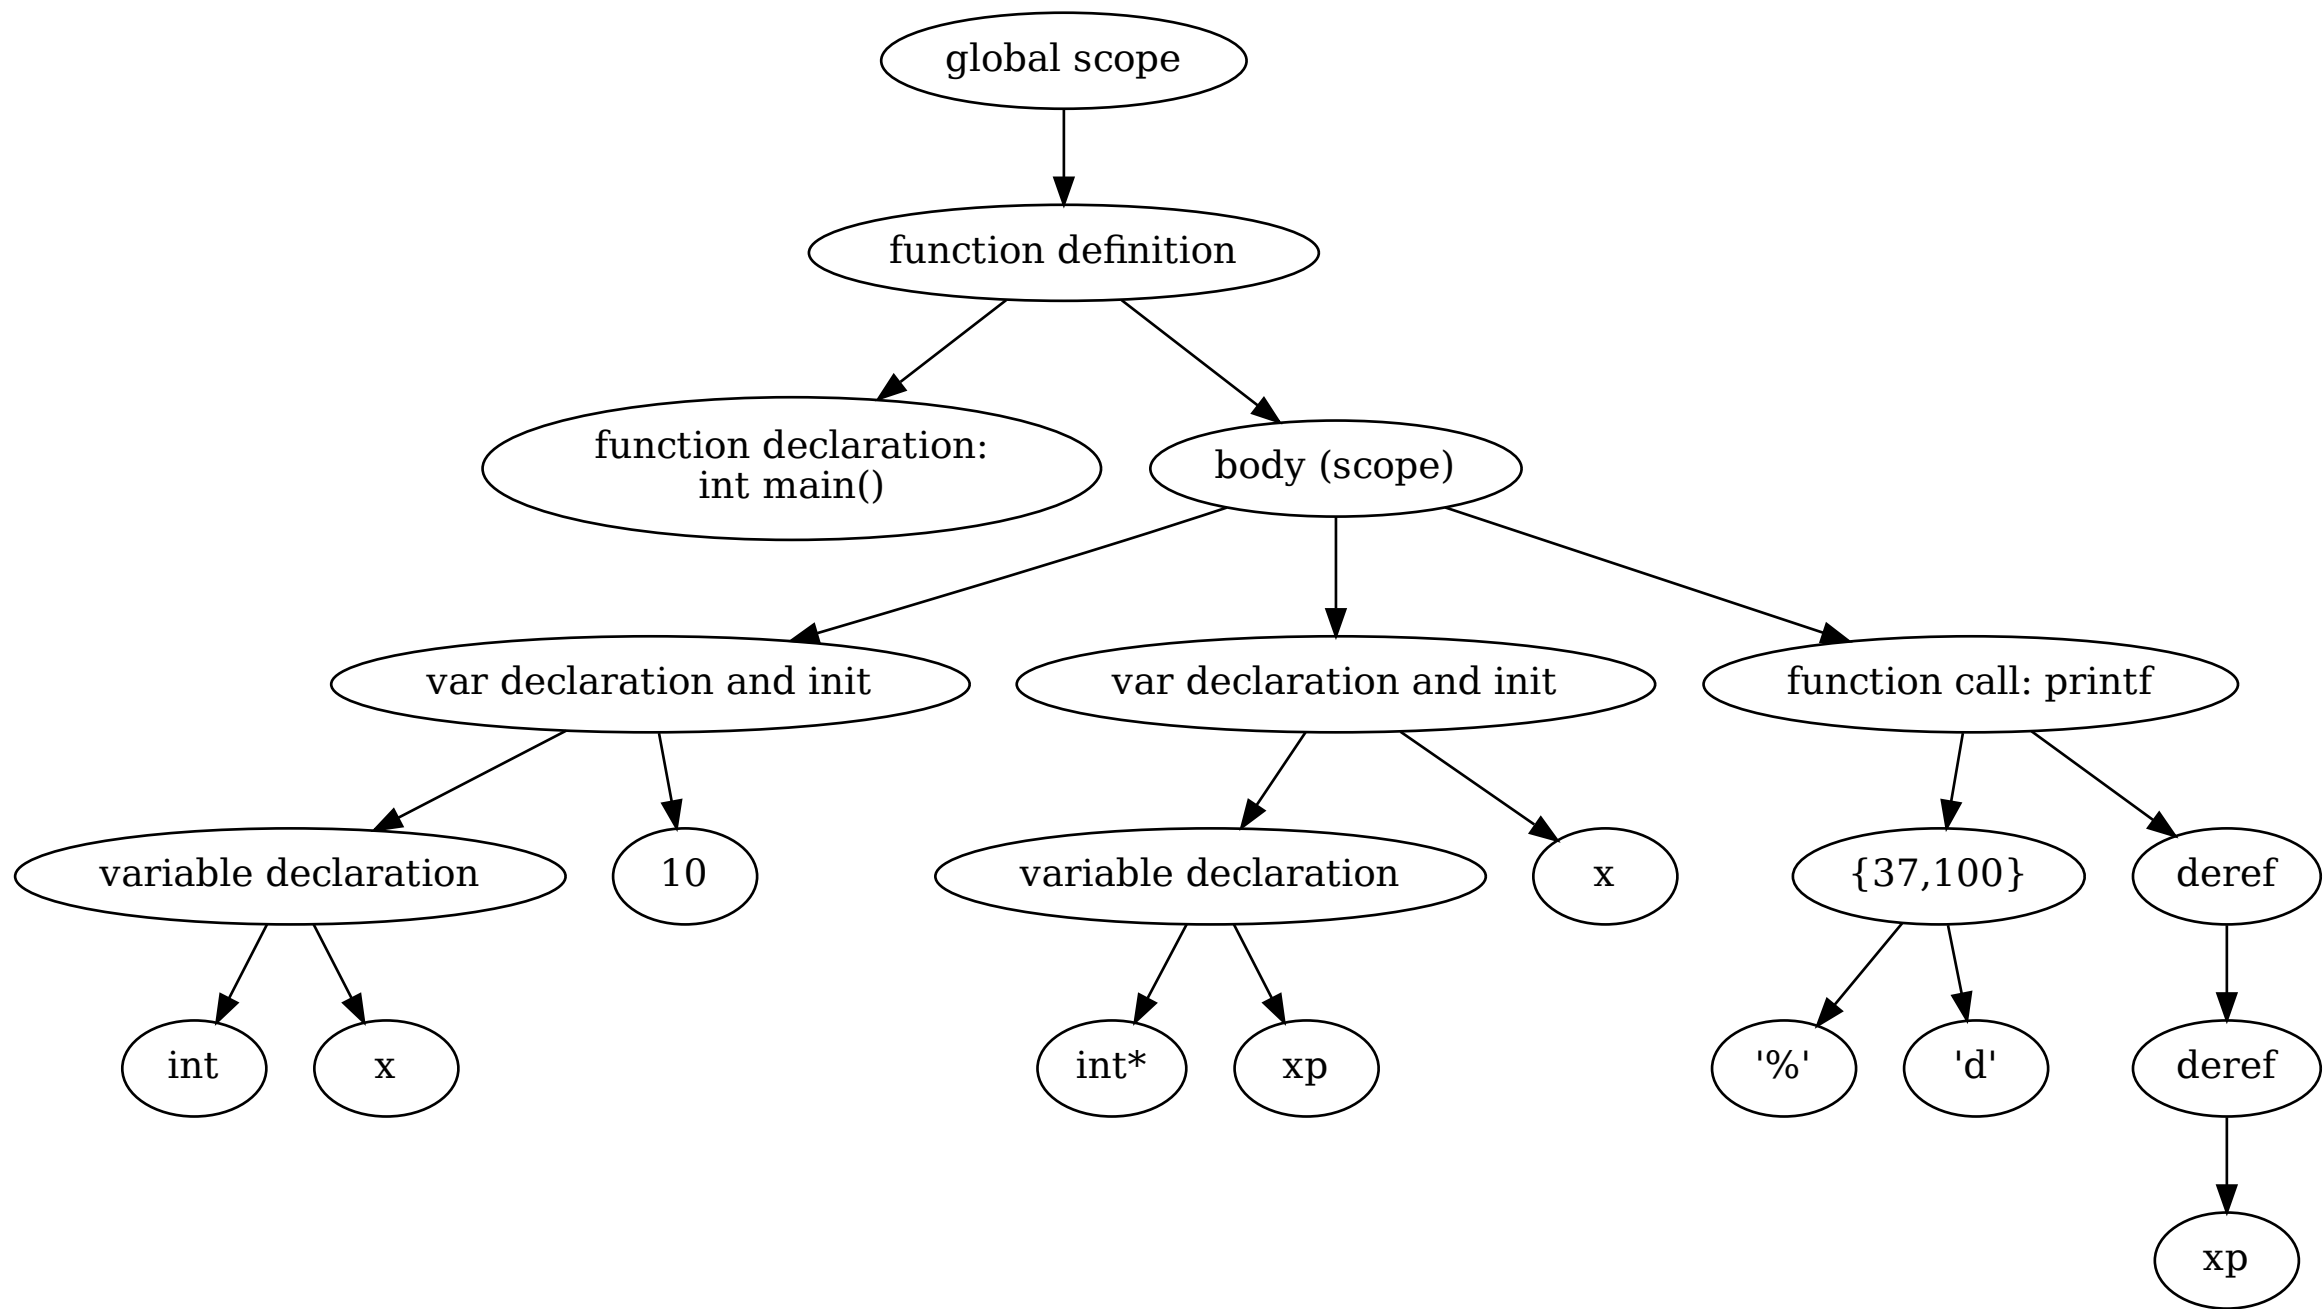 global scope
function definition
function declaration:
int main()
body (scope)
var declaration and init
var declaration and init
function call: printf
variable declaration
10
variable declaration
x
{37,100}
deref
int
x
int*
xp
'%'
'd'
deref
xp